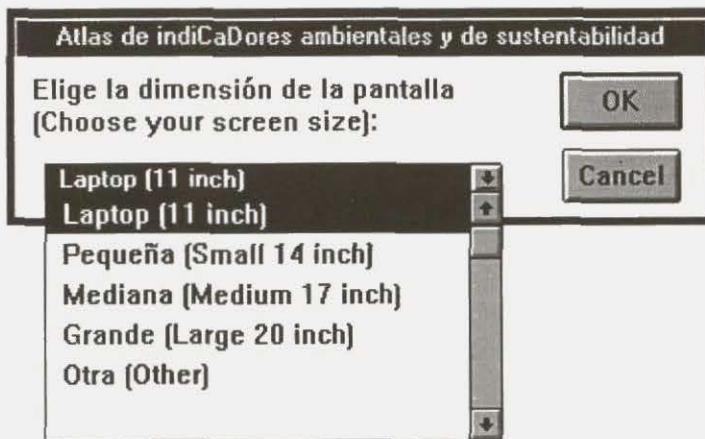 Atlas de indiCaDores ambientales y de sustentabilidad
Elige la dimensión de la pantalla
(Choose your screen size):
OK
Cancel
Laptop (11 inch)
Laptop (11 inch)
Pequeña (Small 14 inch)
Mediana (Medium 17 inch)
Grande (Large 20 inch)
Otra (Other)